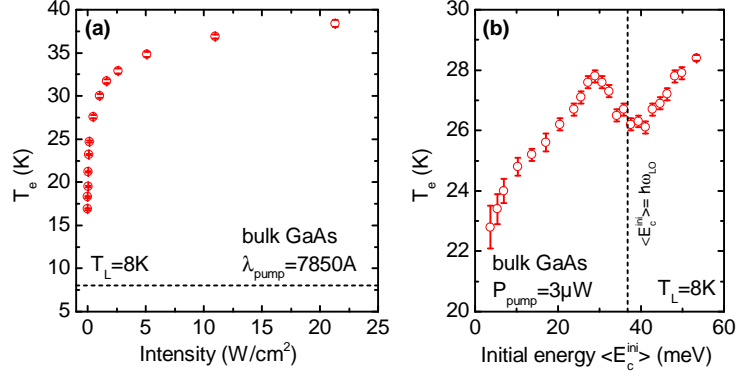 (a)
40
35
30
25
20
15
10
5
T_e (K)
T_L=8K
bulk GaAs
λ_pump=7850A
0 5 10 15 20 25
Intensity (W/cm²)
(b)
30
28
26
24
22
20
T_e (K)
<E_c^ini>= ħω_LO
bulk GaAs
P_pump=3µW
T_L=8K
0 20 40 60
Initial energy <E_c^ini> (meV)